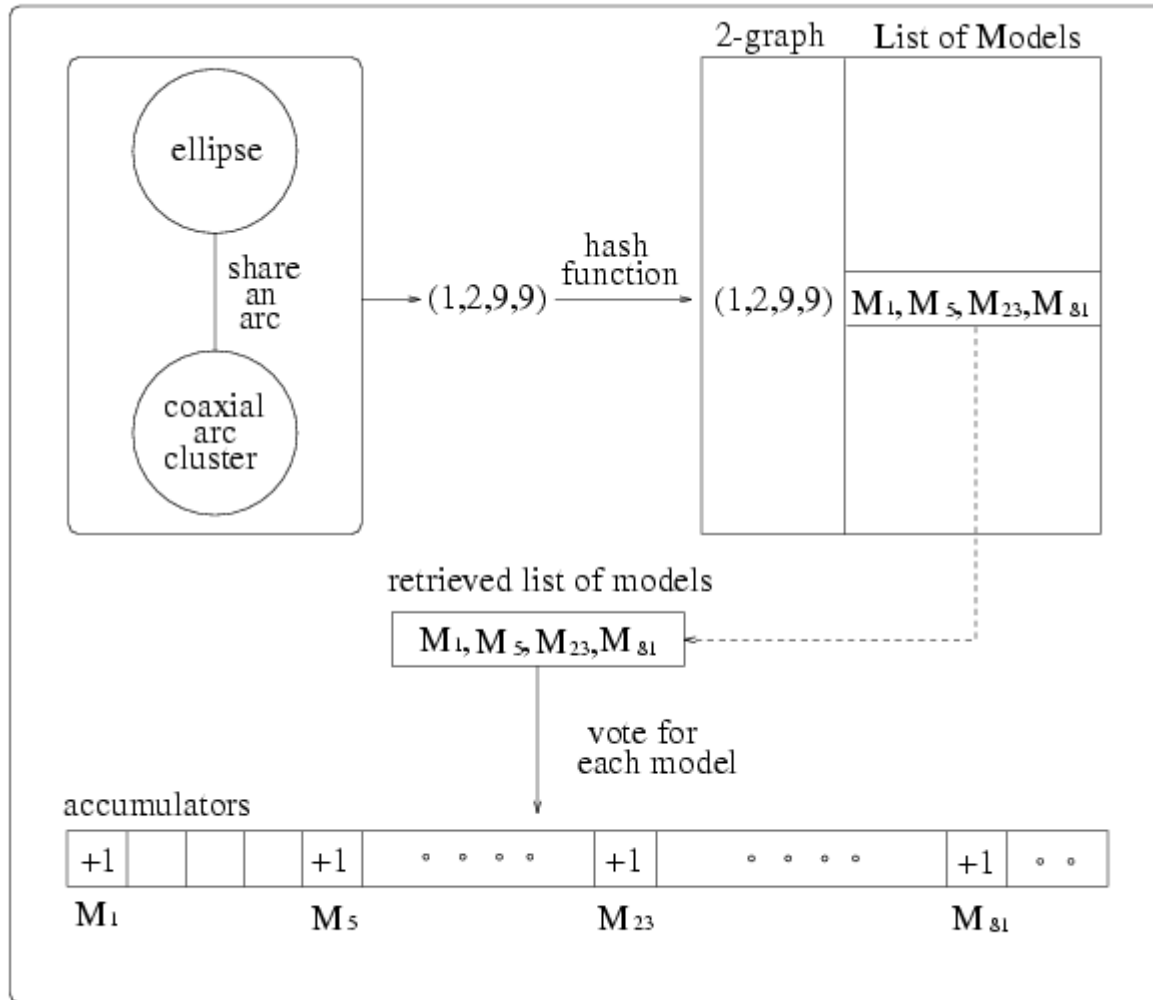 2-graph List of Models
ellipse
share
an
arc
coaxial
arc
cluster
(1,2,9,9)
hash
function
(1,2,9,9)
M1, M5, M23, M81
retrieved list of models
M1, M5, M23, M81
vote for
each model
accumulators
+1 +1 +1 +1
M1 M5 M23 M81